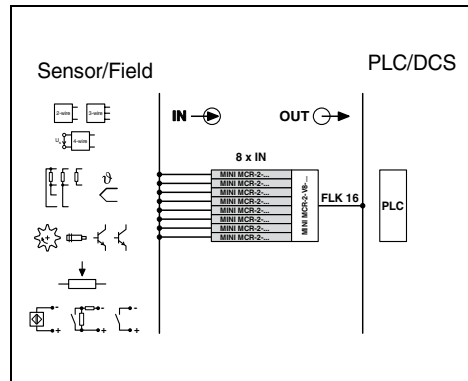 Sensor/Field
PLC/DCS
2-wire
3-wire
4-wire
IN
OUT
8 x IN
ϑ
MINI MCR-2-...
MINI MCR-2-...
MINI MCR-2-...
MINI MCR-2-...
MINI MCR-2-...
MINI MCR-2-...
MINI MCR-2-...
MINI MCR-2-...
MINI MCR-2-V8-...
FLK 16
PLC
+
-
+
-
+
-
+